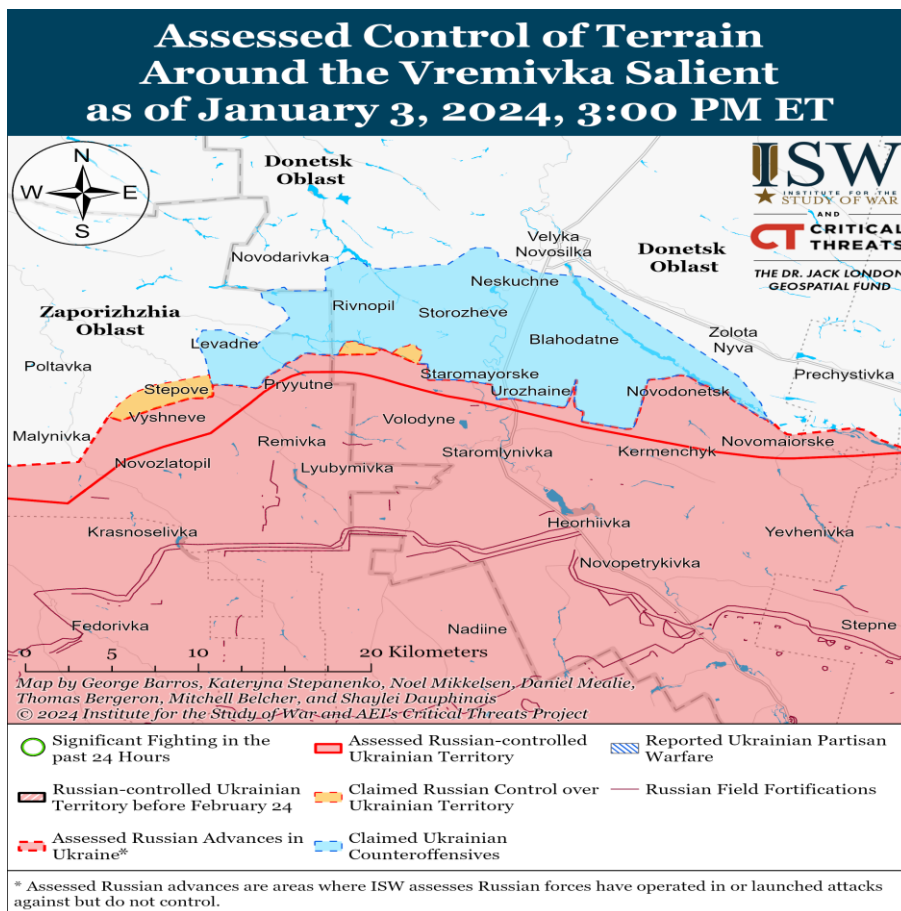 Assessed Control of Terrain
Around the Vremivka Salient
as of January 3, 2024, 3:00 PM ET
N
W
E
S
Donetsk
Oblast
ISW
INSTITUTE FOR THE
STUDY OF WAR
AND
CT CRITICAL
THREATS
THE DR. JACK LONDON
GEOSPATIAL FUND
Velyka
Novosilka
Donetsk
Oblast
Novodarivka
Neskuchne
Zaporizhzhia
Oblast
Rivnopil
Storozheve
Levadne
Blahodatne
Zolota
Nyva
Poltavka
Stepove
Pryyutne
Staromayorske
Urozhaine
Novodonetsk
Prechystivka
Vyshneve
Malynivka
Volodyne
Remivka
Novomaiorske
Staromlynivka
Kermenchyk
Novozlatopil
Lyubymivka
Krasnoselivka
Heorhiivka
Yevhenivka
Novopetrykivka
Fedorivka
Nadiine
Stepne
0 5 10 20 Kilometers
Map by George Barros, Kateryna Stepanenko, Noel Mikkelsen, Daniel Mealie,
Thomas Bergeron, Mitchell Belcher, and Shaylei Dauphinais
© 2024 Institute for the Study of War and AEI's Critical Threats Project
Significant Fighting in the
past 24 Hours
Assessed Russian-controlled
Ukrainian Territory
Reported Ukrainian Partisan
Warfare
Russian-controlled Ukrainian
Territory before February 24
Claimed Russian Control over
Ukrainian Territory
Russian Field Fortifications
Assessed Russian Advances in
Ukraine*
Claimed Ukrainian
Counteroffensives
* Assessed Russian advances are areas where ISW assesses Russian forces have operated in or launched attacks
against but do not control.